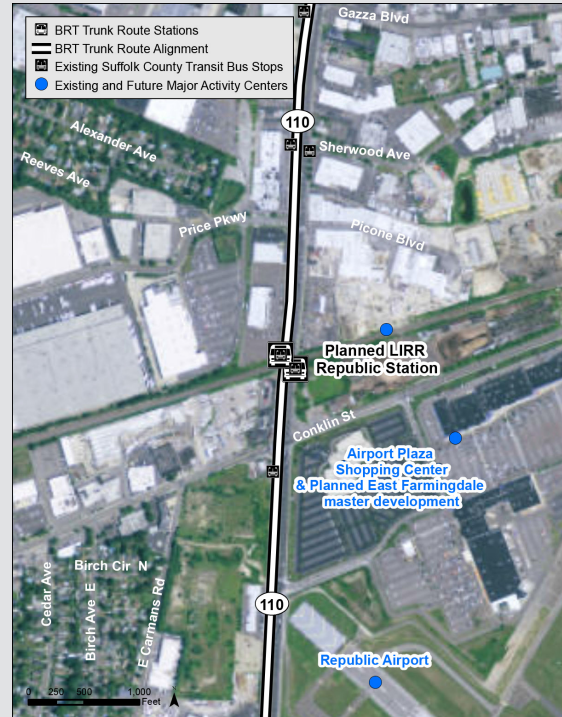 BRT Trunk Route Stations
BRT Trunk Route Alignment
Existing Suffolk County Transit Bus Stops
Existing and Future Major Activity Centers
Gazza Blvd
110
Alexander Ave
Sherwood Ave
Reeves Ave
Price Pkwy
Picone Blvd
Planned LIRR
Republic Station
Conklin St
Airport Plaza
Shopping Center
& Planned East Farmingdale
master development
Cedar Ave
Birch Cir N
Birch Ave E
E Carmans Rd
110
Republic Airport
0 250 500 1,000
Feet